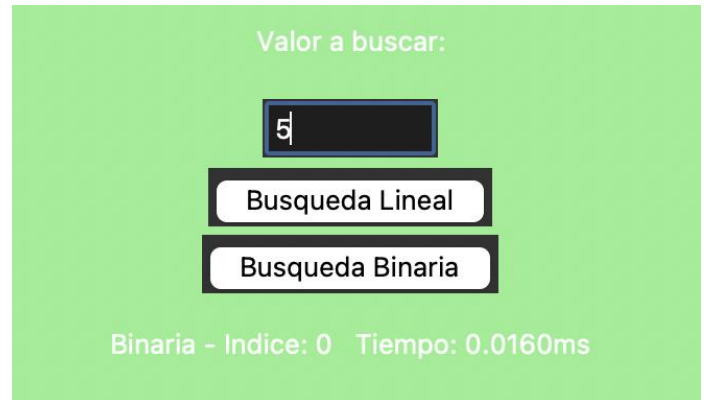 Valor a buscar:
5
Busqueda Lineal
Busqueda Binaria
Binaria - Indice: 0 Tiempo: 0.0160ms